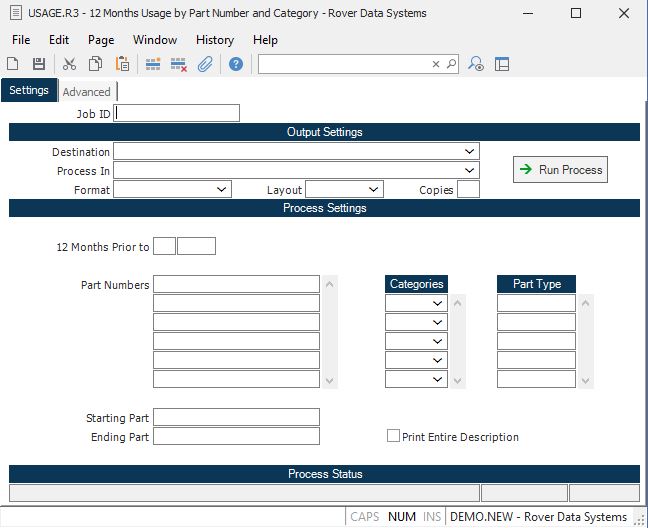 USAGE.R3 - 12 Months Usage by Part Number and Category - Rover Data Systems
File Edit Page Window History Help
Settings Advanced
Job ID
Output Settings
Destination
Process In
Run Process
Format Layout Copies
Process Settings
12 Months Prior to
Part Numbers Categories Part Type
Starting Part
Ending Part Print Entire Description
Process Status
CAPS NUM INS DEMO.NEW - Rover Data Systems